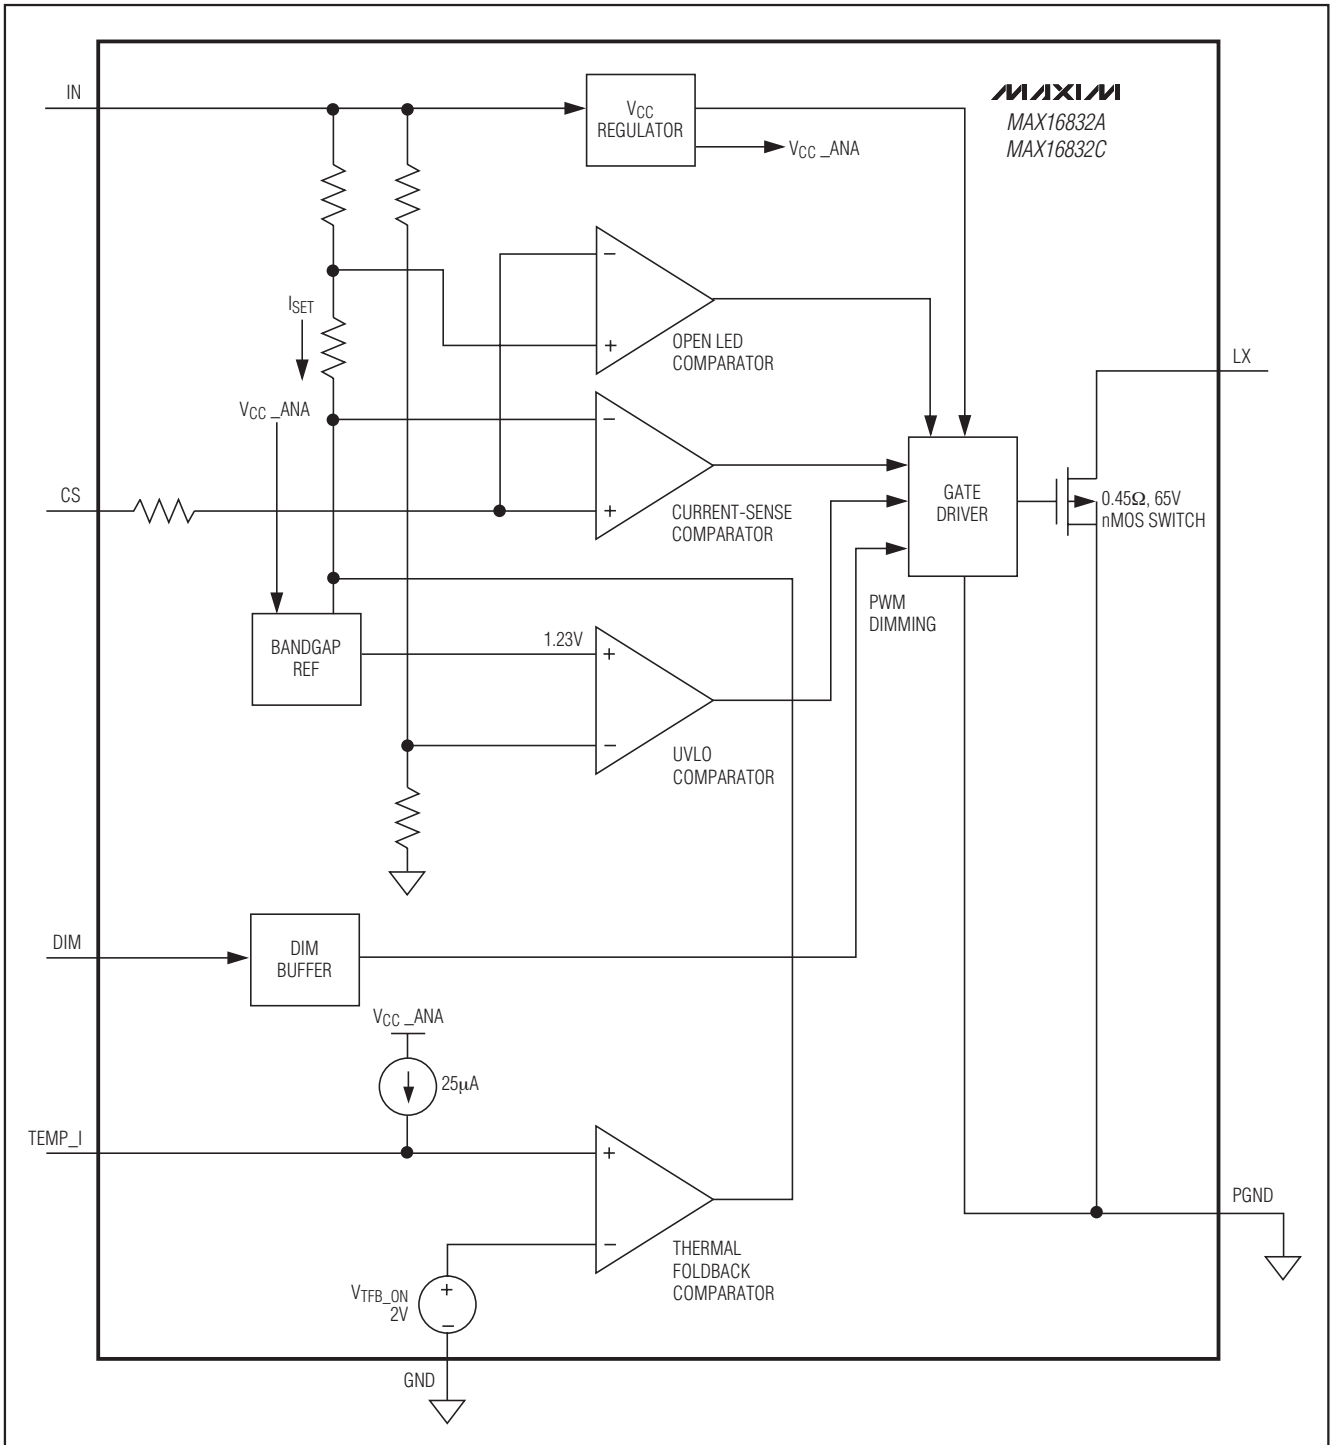 IN
VCC
REGULATOR
VCC _ANA
MAXIM
MAX16832A
MAX16832C
−
+
OPEN LED
COMPARATOR
ISET
VCC _ANA
−
+
CURRENT-SENSE
COMPARATOR
CS
GATE
DRIVER
LX
0.45Ω, 65V
nMOS SWITCH
PWM
DIMMING
BANDGAP
REF
1.23V
+
−
UVLO
COMPARATOR
DIM
DIM
BUFFER
VCC _ANA
25µA
TEMP_I
+
−
THERMAL
FOLDBACK
COMPARATOR
VTFB_ON
2V
+
−
GND
PGND